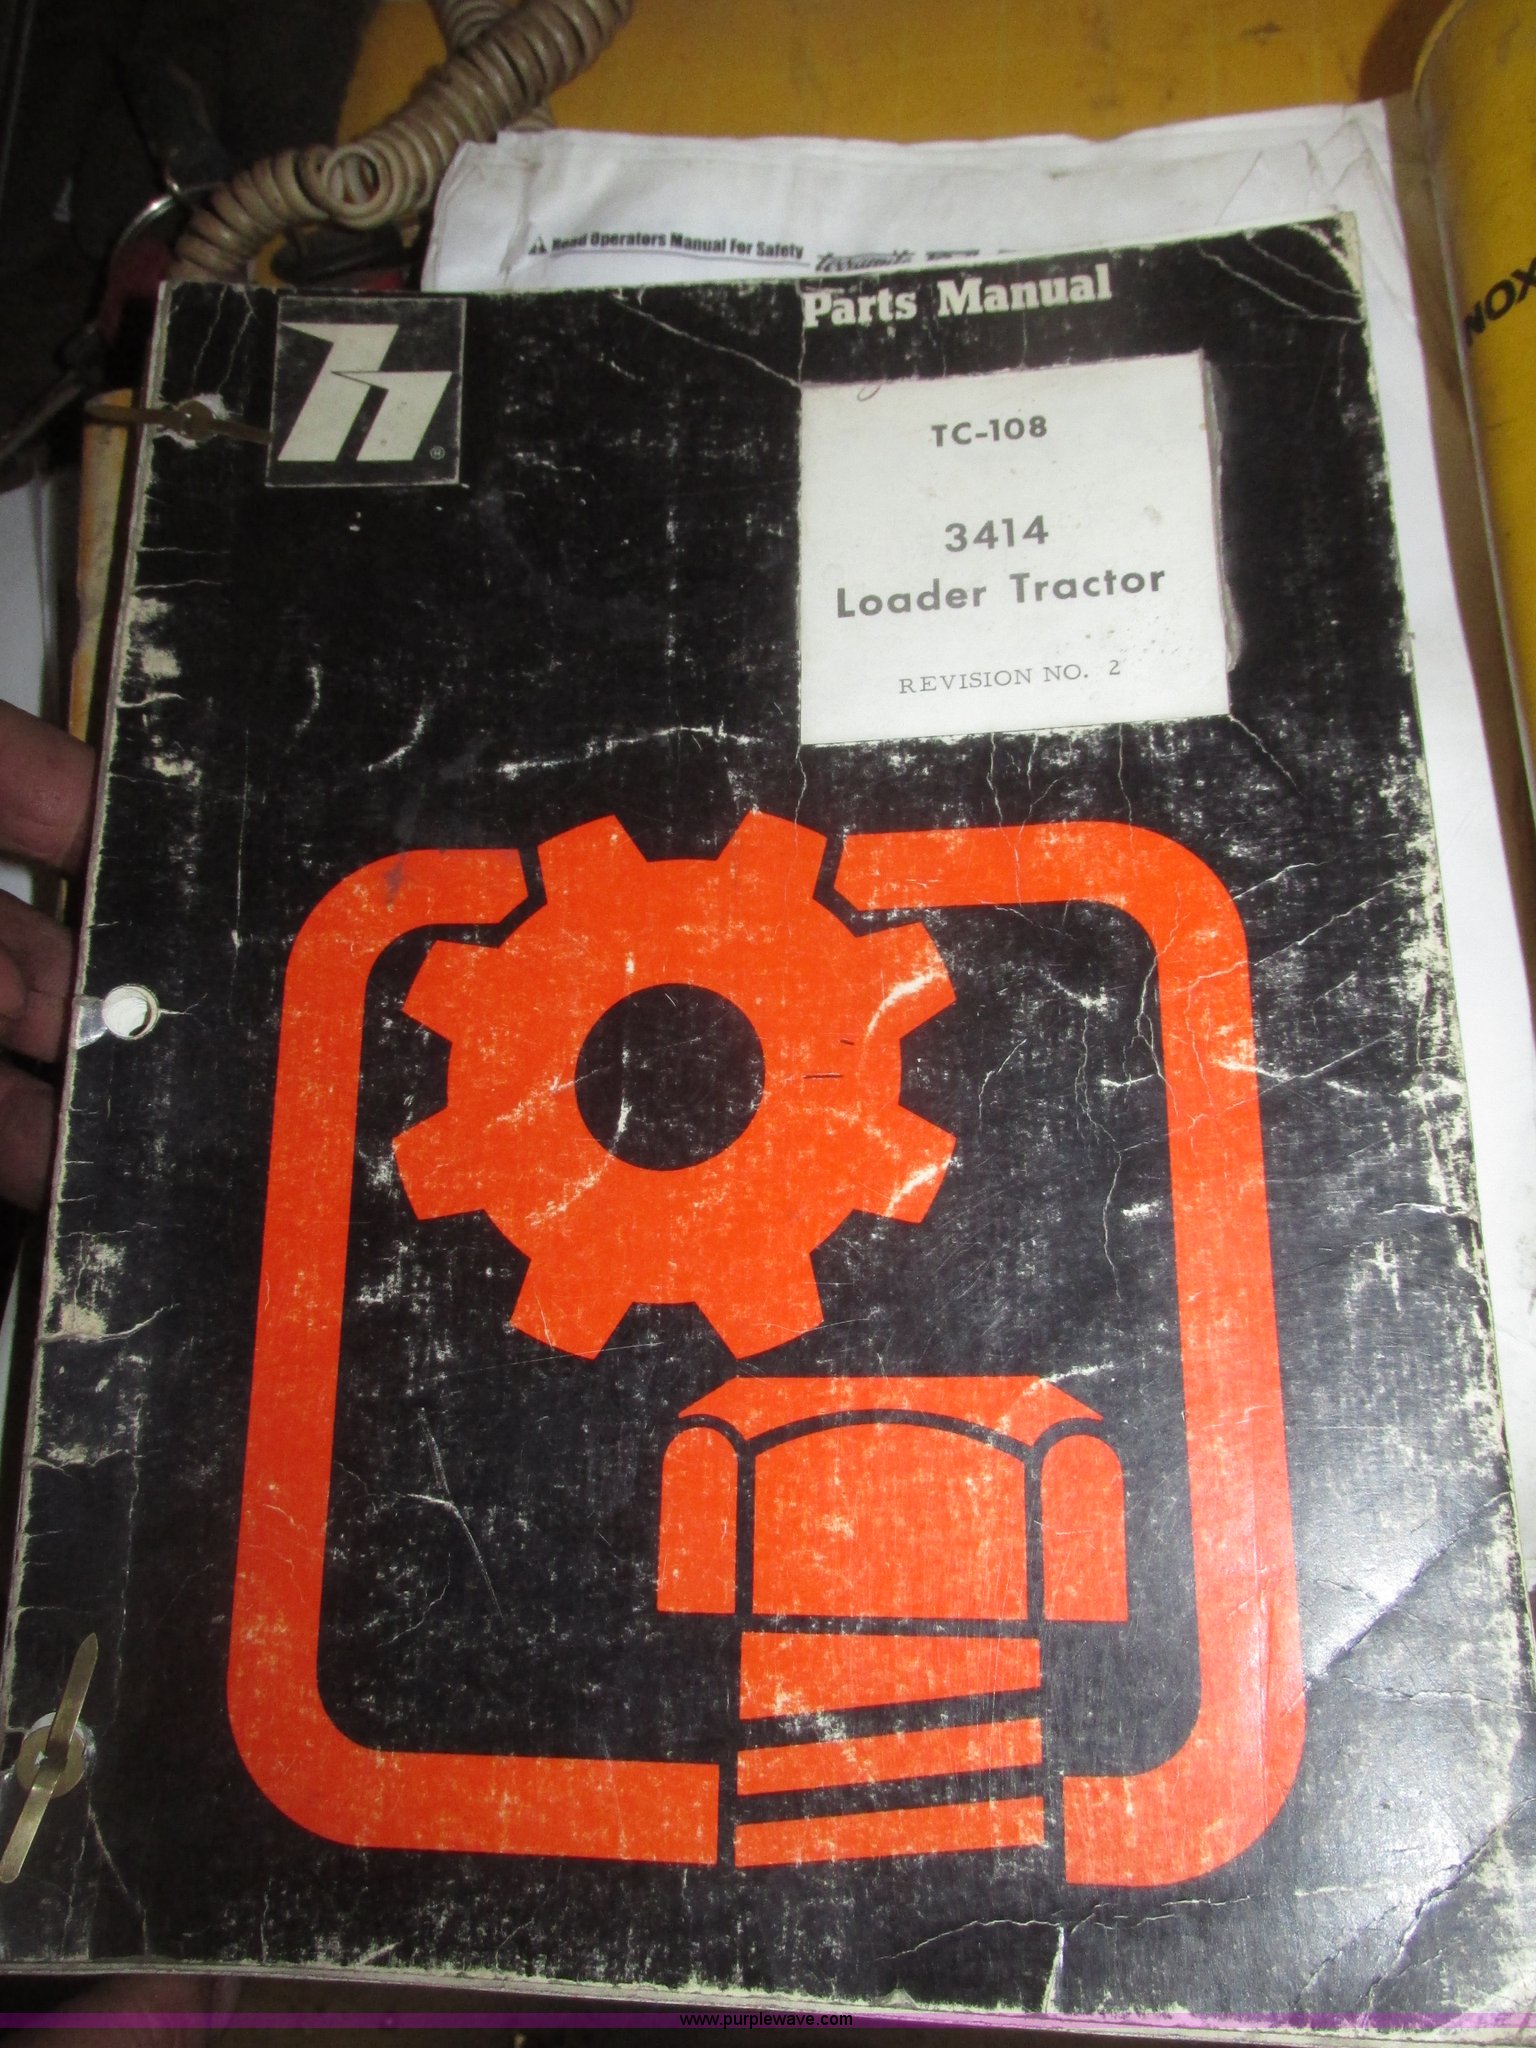 Read Operators Manual For Safety
Parts Manual
®
TC-108
3414
Loader Tractor
REVISION NO. 2
www.purplewave.com